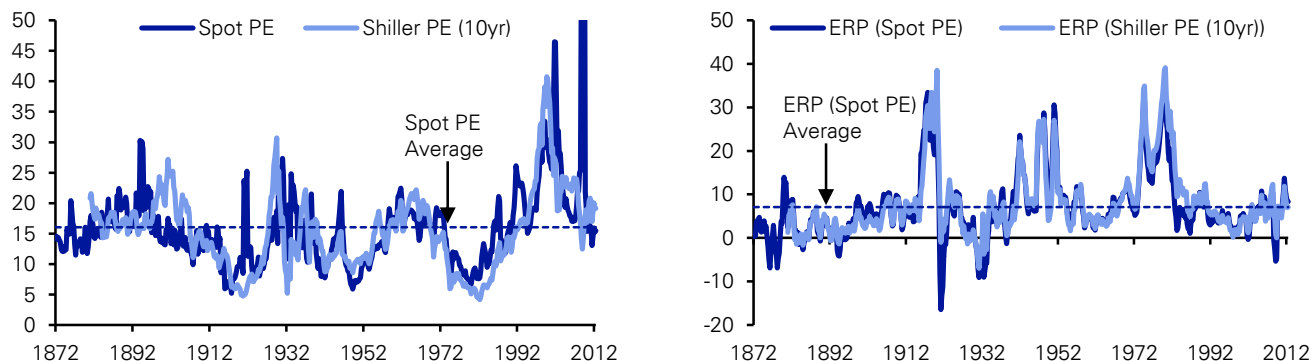 Spot PE
Shiller PE (10yr)
50
45
40
35
30
25
20
15
10
5
0
Spot PE
Average
1872 1892 1912 1932 1952 1972 1992 2012
ERP (Spot PE)
ERP (Shiller PE (10yr))
50
40
30
20
10
0
-10
-20
ERP (Spot PE)
Average
1872 1892 1912 1932 1952 1972 1992 2012